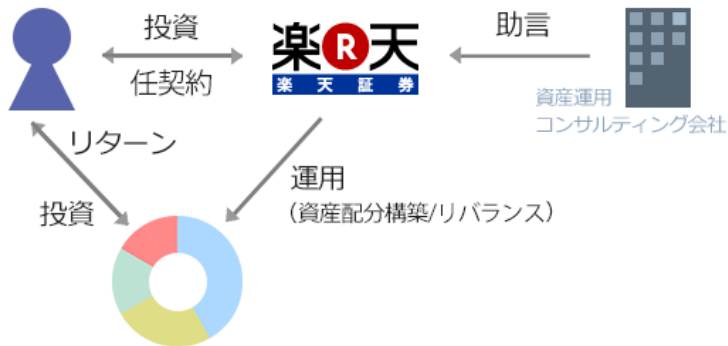 投資
任契約
楽R天
楽天証券
助言
資産運用
コンサルティング会社
リターン
投資
運用
（資産配分構築/リバランス）